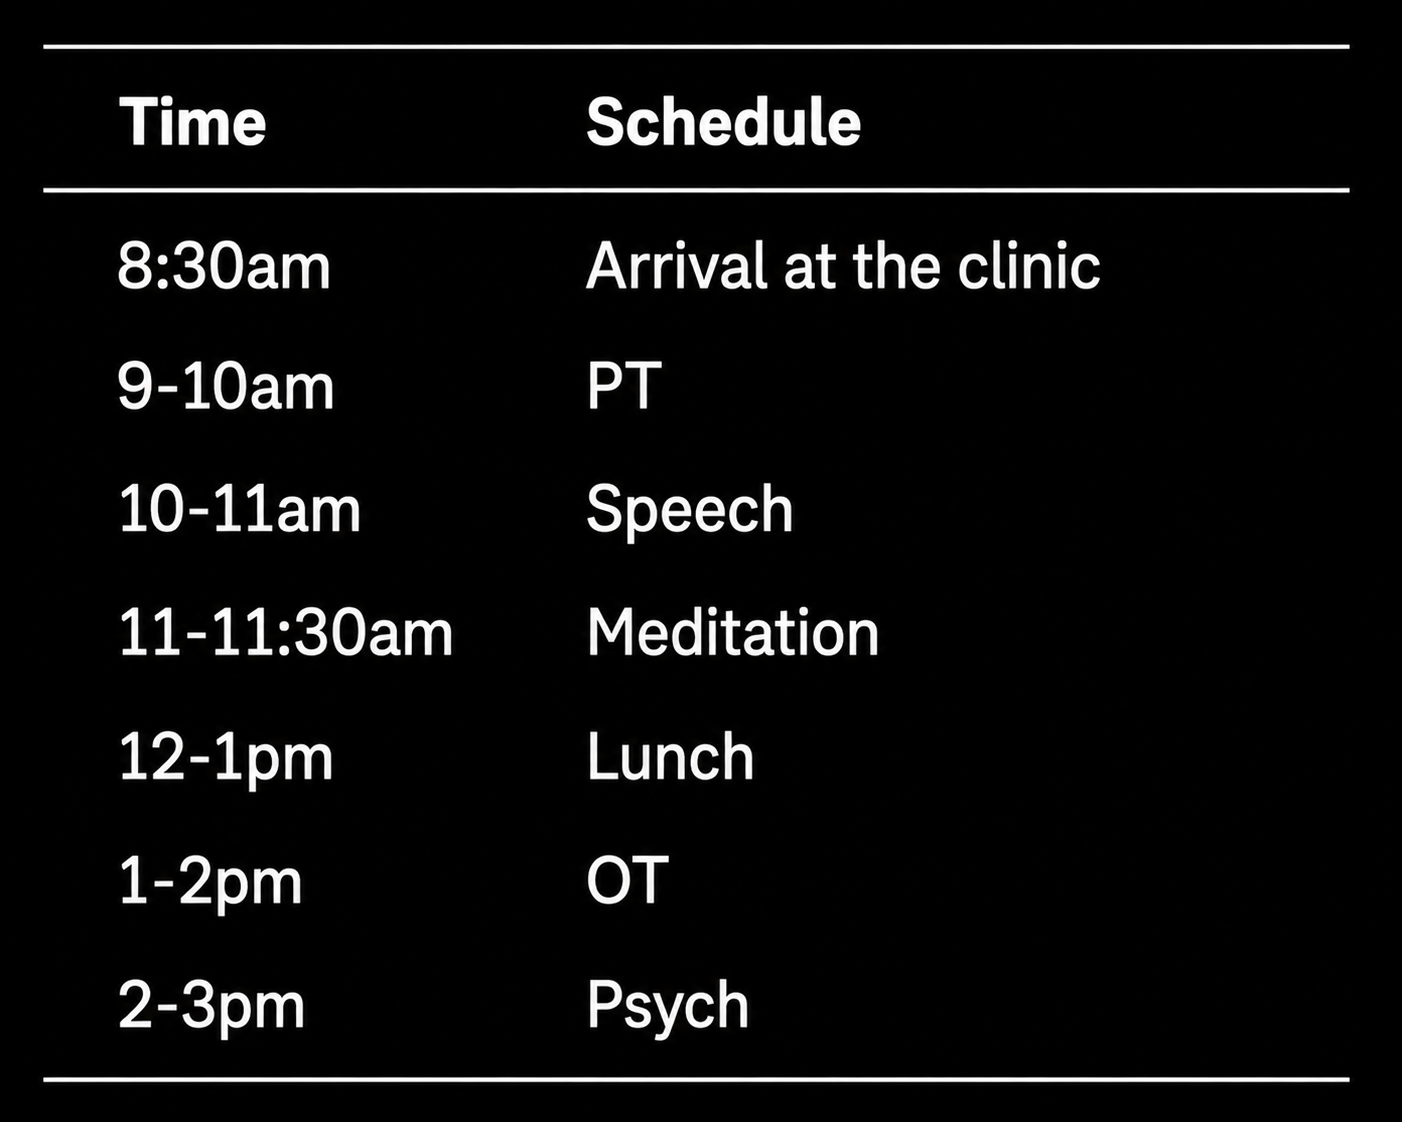 Time Schedule
8:30am Arrival at the clinic
9-10am PT
10-11am Speech
11-11:30am Meditation
12-1pm Lunch
1-2pm OT
2-3pm Psych